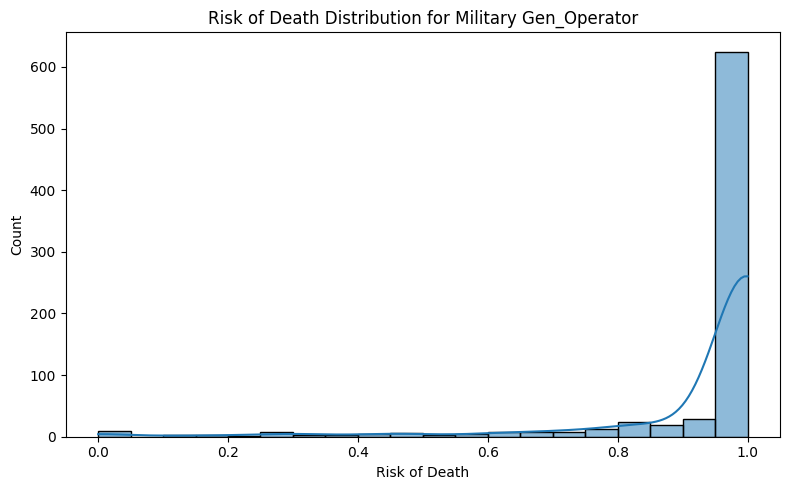 Risk of Death Distribution for Military Gen_Operator
Count
600
500
400
300
200
100
0
0.0 0.2 0.4 0.6 0.8 1.0
Risk of Death